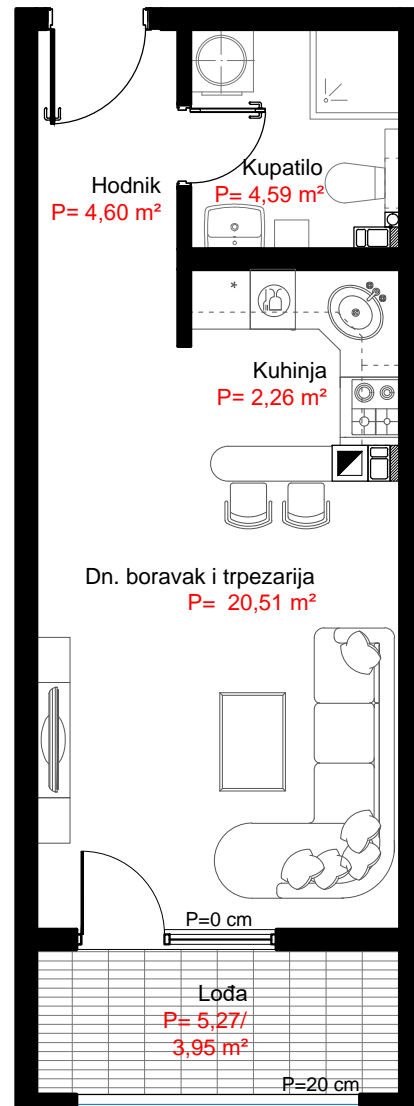 Hodnik
P= 4,60 m²
Kupatilo
P= 4,59 m²
*
Kuhinja
P= 2,26 m²
Dn. boravak i trpezarija
P= 20,51 m²
P=0 cm
Lođa
P= 5,27/
3,95 m²
P=20 cm